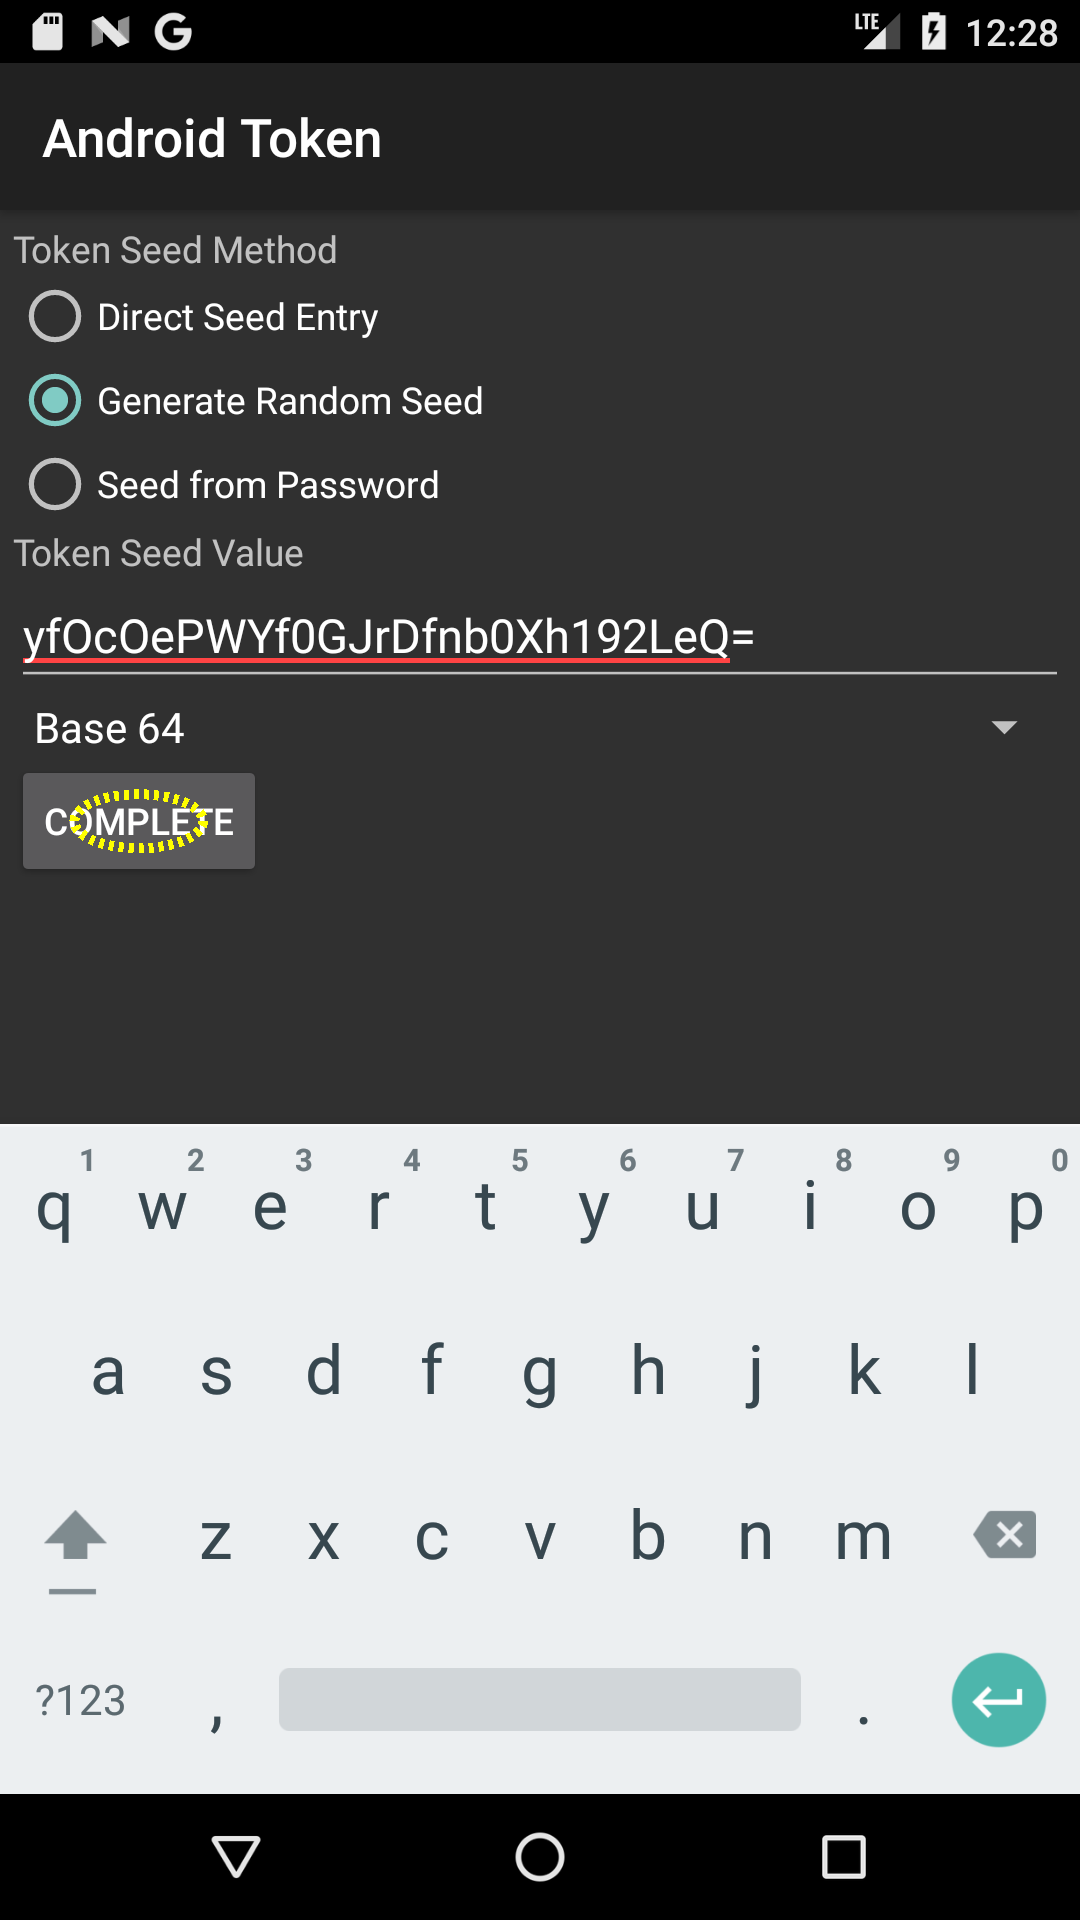 LTE 12:28
Android Token
Token Seed Method
Direct Seed Entry
Generate Random Seed
Seed from Password
Token Seed Value
yfOcOePWYf0GJrDfnb0Xh192LeQ=
Base 64
COMPLETE
1 2 3 4 5 6 7 8 9 0
q w e r t y u i o p
a s d f g h j k l
z x c v b n m
?123 , .